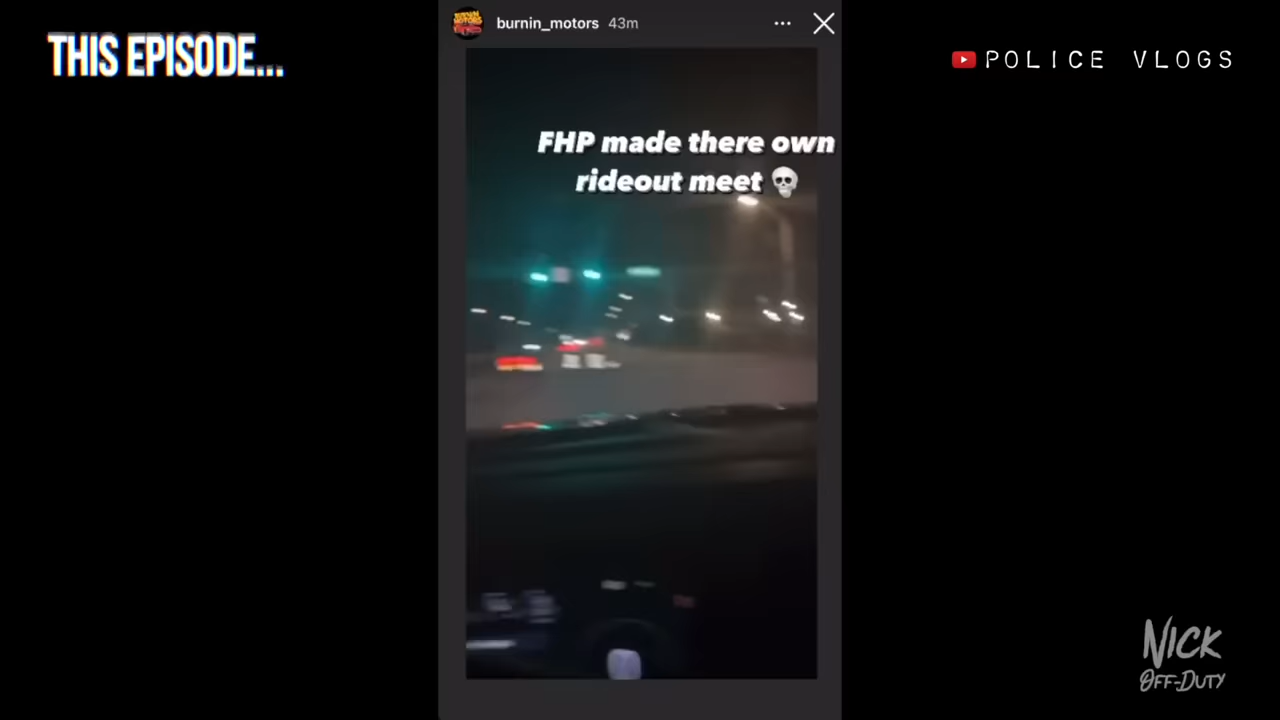 THIS EPISODE...
burnin_motors 43m
POLICE VLOGS
FHP made there own
rideout meet 💀
NICK
OFF-DUTY